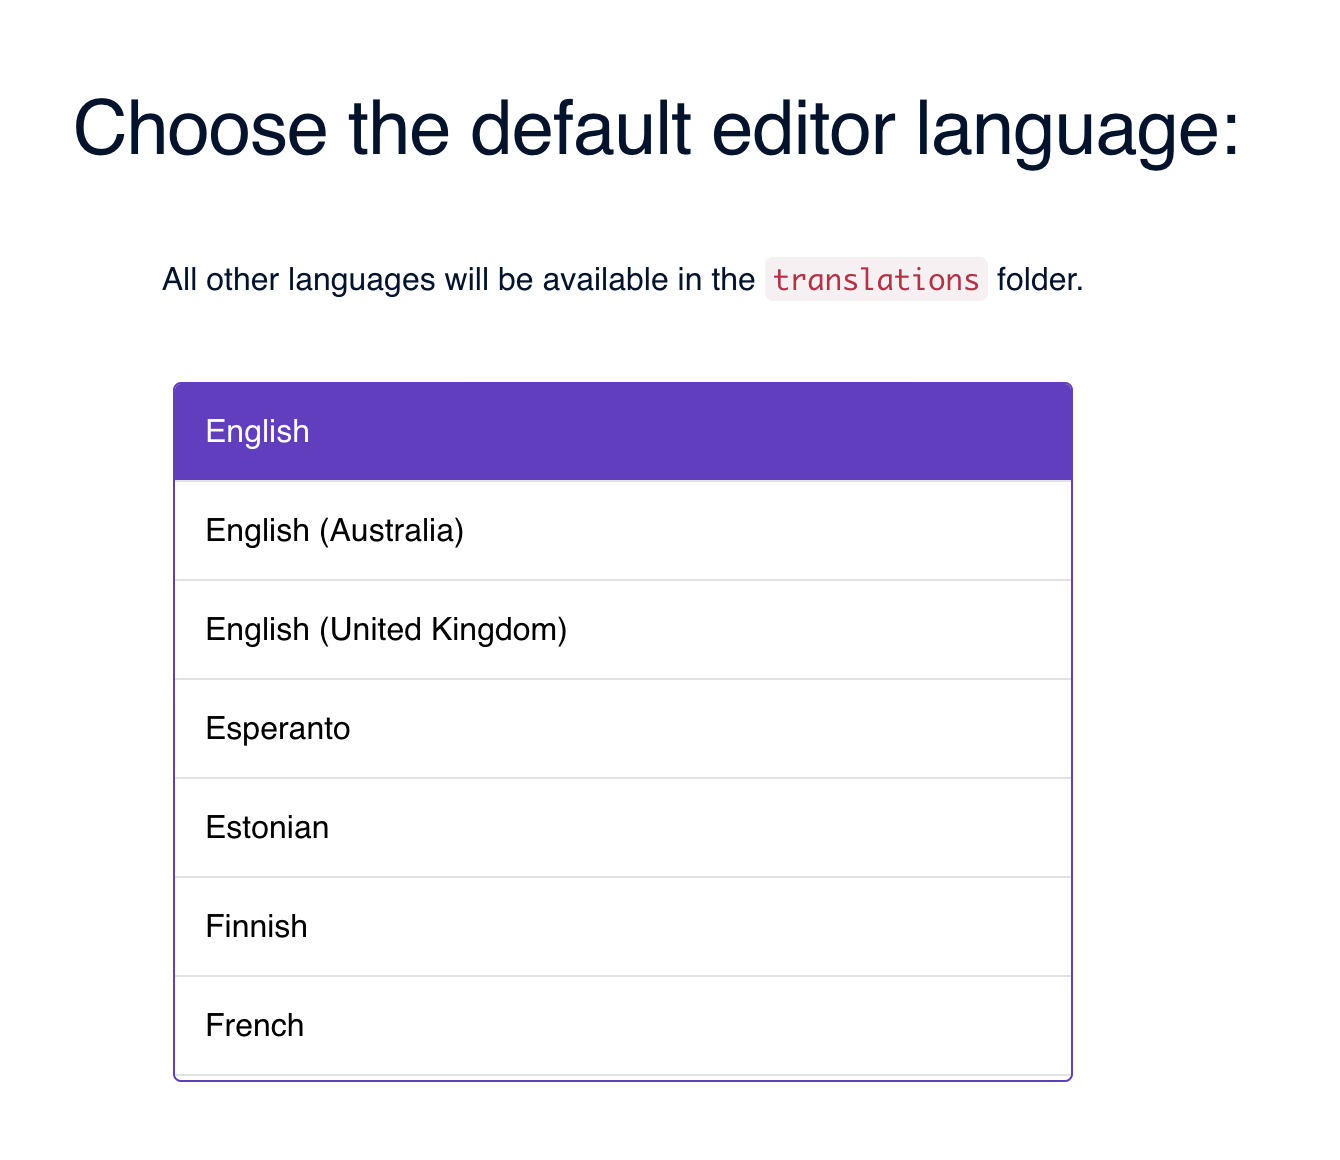 Choose the default editor language:
All other languages will be available in the translations folder.
English
English (Australia)
English (United Kingdom)
Esperanto
Estonian
Finnish
French